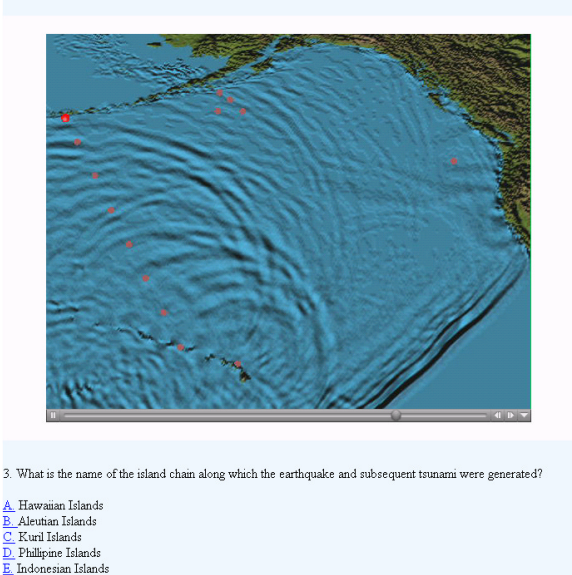 3. What is the name of the island chain along which the earthquake and subsequent tsunami were generated?
A. Hawaiian Islands
B. Aleutian Islands
C. Kuril Islands
D. Phillipine Islands
E. Indonesian Islands